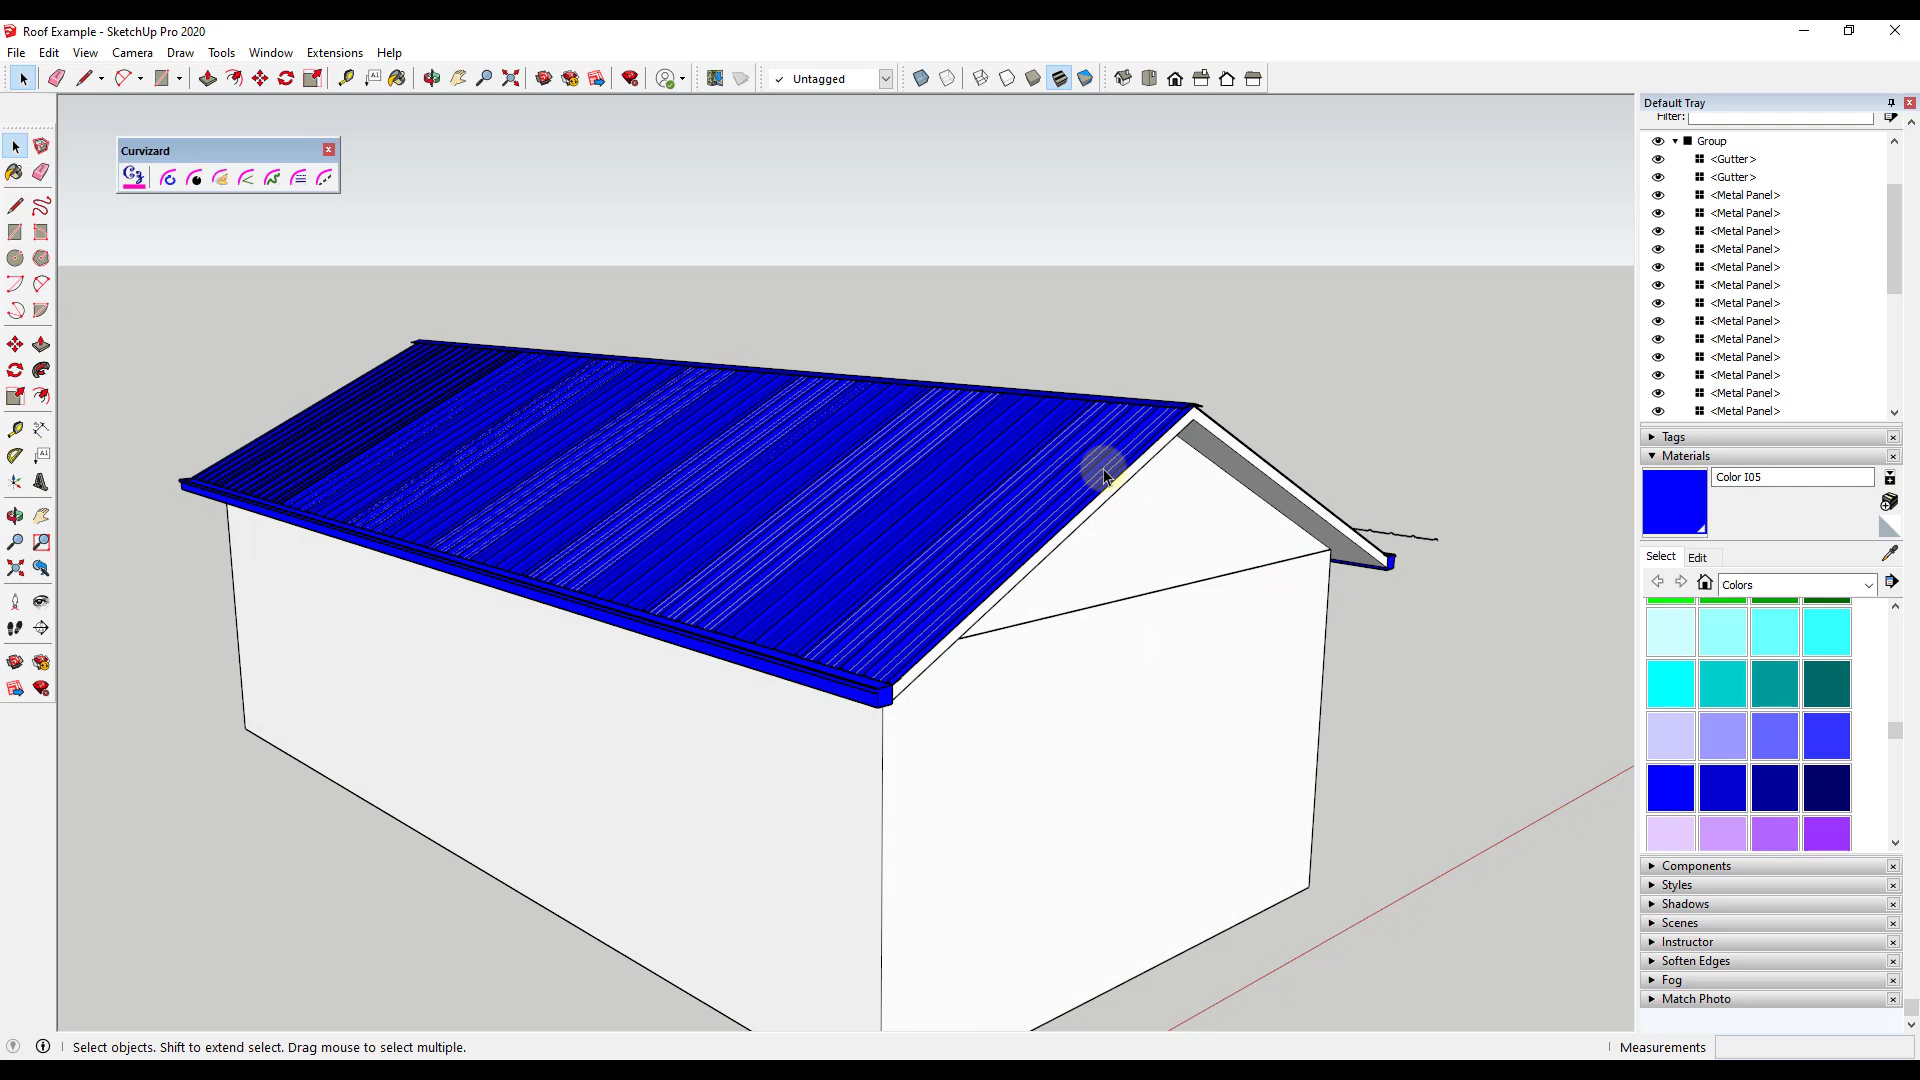 Roof Example - SketchUp Pro 2020
File Edit View Camera Draw Tools Window Extensions Help
Untagged
Default Tray
Filter:
Curvizard
Group
<Gutter>
<Gutter>
<Metal Panel>
<Metal Panel>
<Metal Panel>
<Metal Panel>
<Metal Panel>
<Metal Panel>
<Metal Panel>
<Metal Panel>
<Metal Panel>
<Metal Panel>
<Metal Panel>
<Metal Panel>
<Metal Panel>
Tags
Materials
Color I05
Select Edit
Colors
Components
Styles
Shadows
Scenes
Instructor
Soften Edges
Fog
Match Photo
Select objects. Shift to extend select. Drag mouse to select multiple.
Measurements